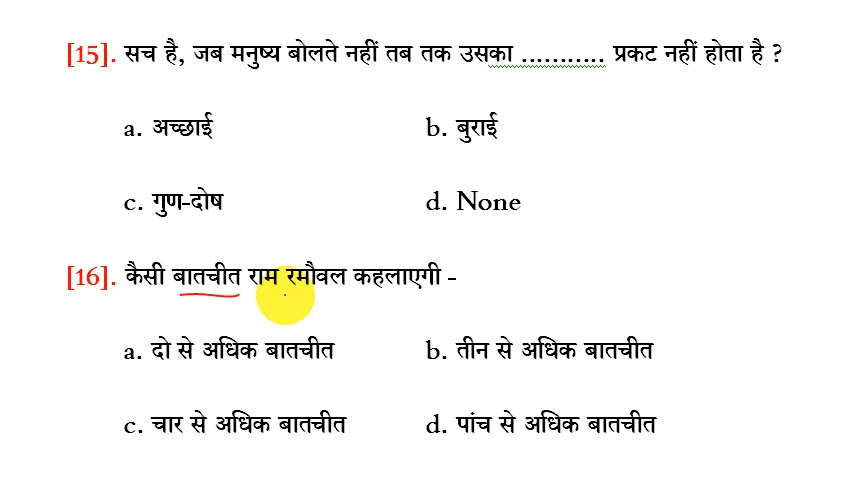 [15]. सच है, जब मनुष्य बोलते नहीं तब तक उसका ........... प्रकट नहीं होता है ?
a. अच्छाई b. बुराई
c. गुण-दोष d. None
[16]. कैसी बातचीत राम रमौवल कहलाएगी -
a. दो से अधिक बातचीत b. तीन से अधिक बातचीत
c. चार से अधिक बातचीत d. पांच से अधिक बातचीत